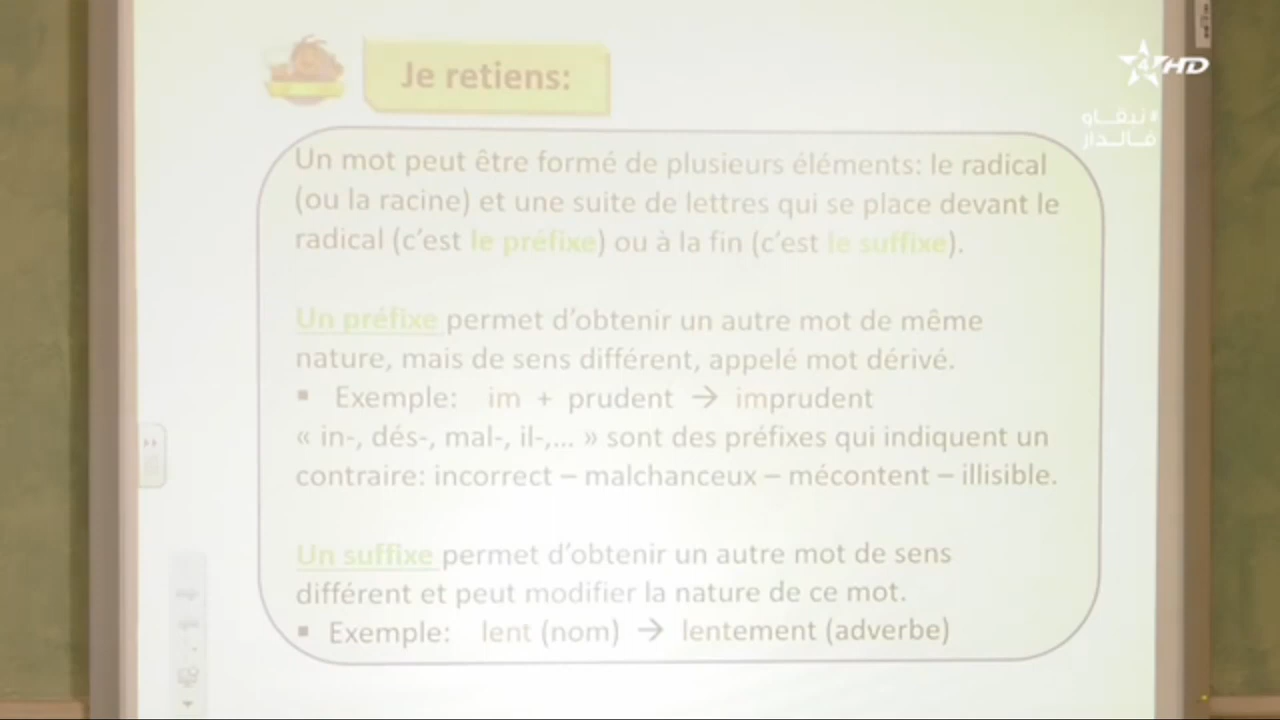 Je retiens:
4 HD
# نبقاو
فالدار
Un mot peut être formé de plusieurs éléments: le radical
(ou la racine) et une suite de lettres qui se place devant le
radical (c’est le préfixe) ou à la fin (c’est le suffixe).
Un préfixe permet d’obtenir un autre mot de même
nature, mais de sens différent, appelé mot dérivé.
▪ Exemple: im + prudent → imprudent
« in-, dés-, mal-, il-,... » sont des préfixes qui indiquent un
contraire: incorrect – malchanceux – mécontent – illisible.
Un suffixe permet d’obtenir un autre mot de sens
différent et peut modifier la nature de ce mot.
▪ Exemple: lent (nom) → lentement (adverbe)